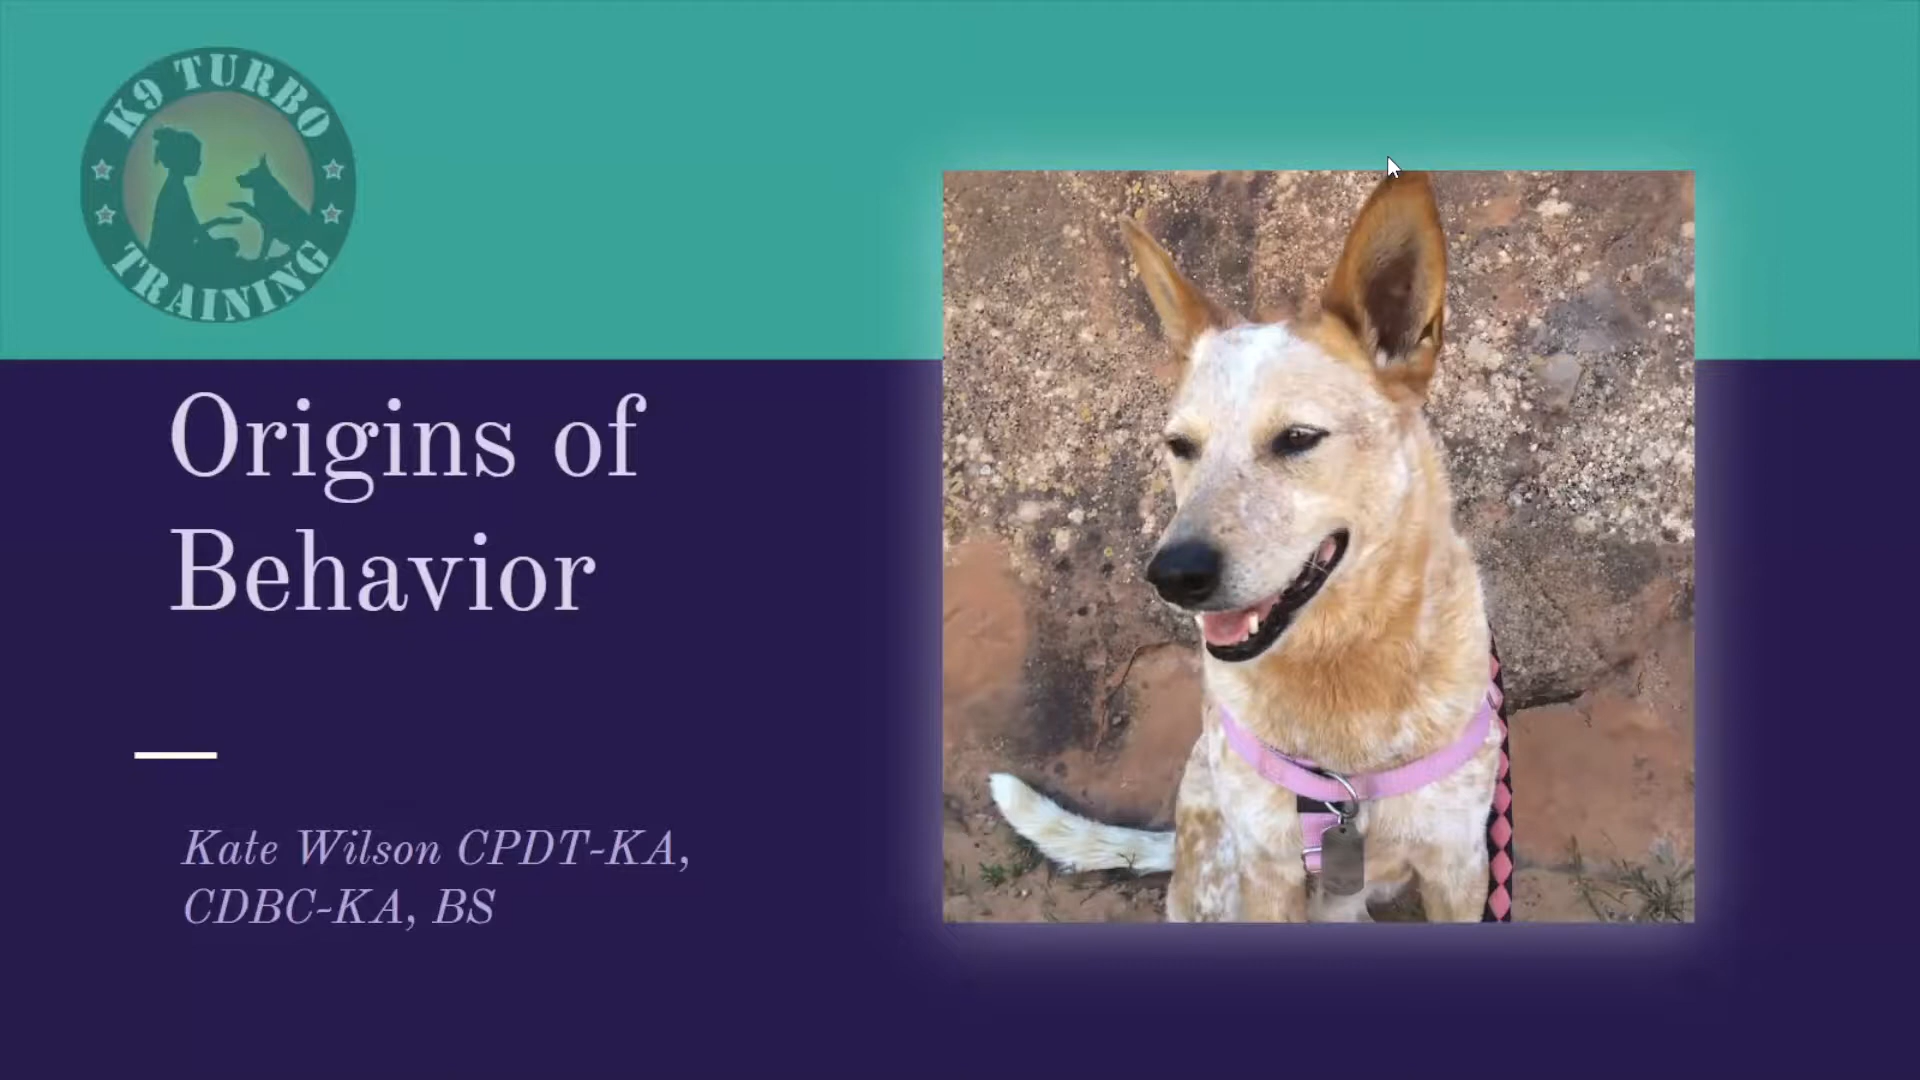 K9 TURBO
TRAINING
Origins of
Behavior
Kate Wilson CPDT-KA,
CDBC-KA, BS